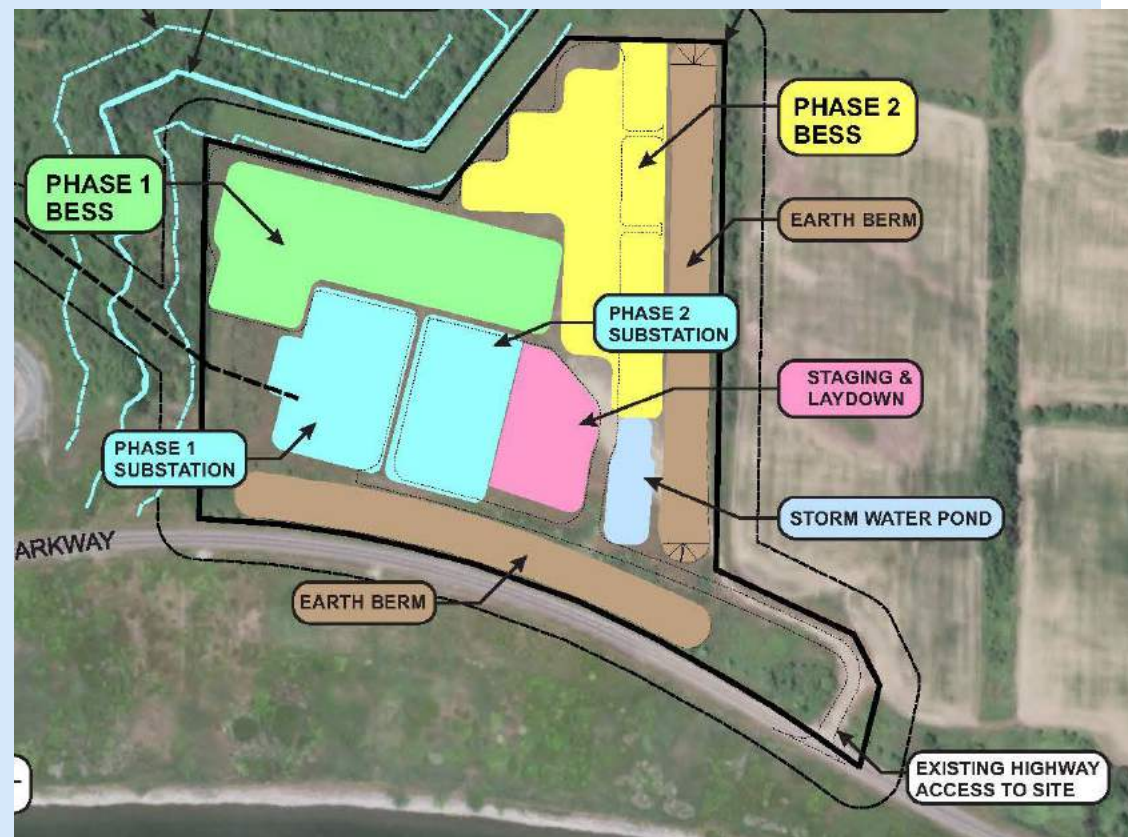 PHASE 2
BESS
PHASE 1
BESS
EARTH BERM
PHASE 2
SUBSTATION
STAGING &
LAYDOWN
PHASE 1
SUBSTATION
STORM WATER POND
ARKWAY
EARTH BERM
EXISTING HIGHWAY
ACCESS TO SITE